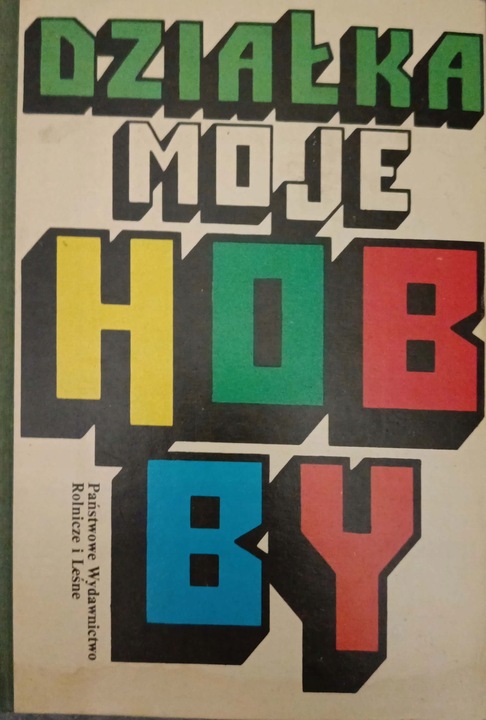 DZIAŁKA
MOJE
HOB
BY
Państwowe Wydawnictwo
Rolnicze i Leśne